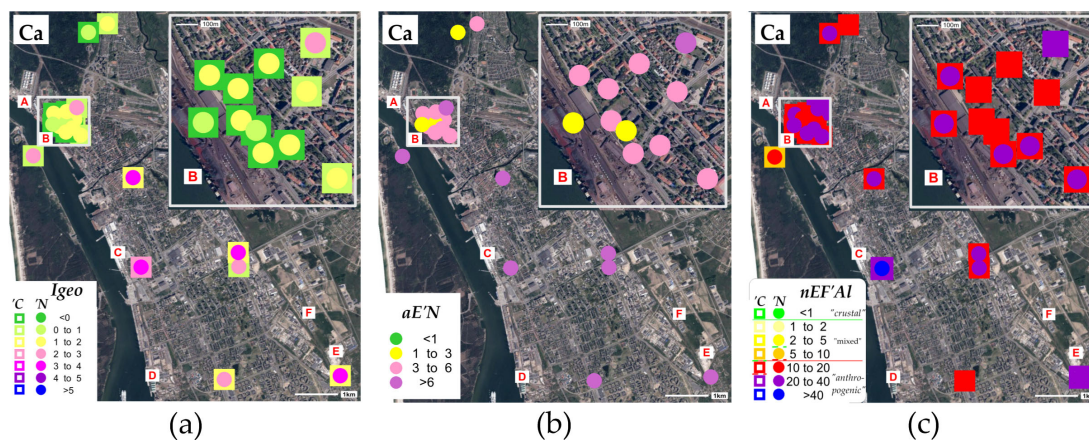 Ca
100m
A
B
B
C
Igeo
'C 'N
<0
0 to 1
1 to 2
2 to 3
3 to 4
4 to 5
>5
F
E
D
1km
(a)
Ca
100m
A
B
B
C
aE'N
<1
1 to 3
3 to 6
>6
F
E
D
1km
(b)
Ca
100m
A
B
B
C
nEF'Al
'C 'N
<1 "crustal"
1 to 2
2 to 5 "mixed"
5 to 10
10 to 20
20 to 40 "anthro-
>40 pogenic"
F
E
D
1k
(c)